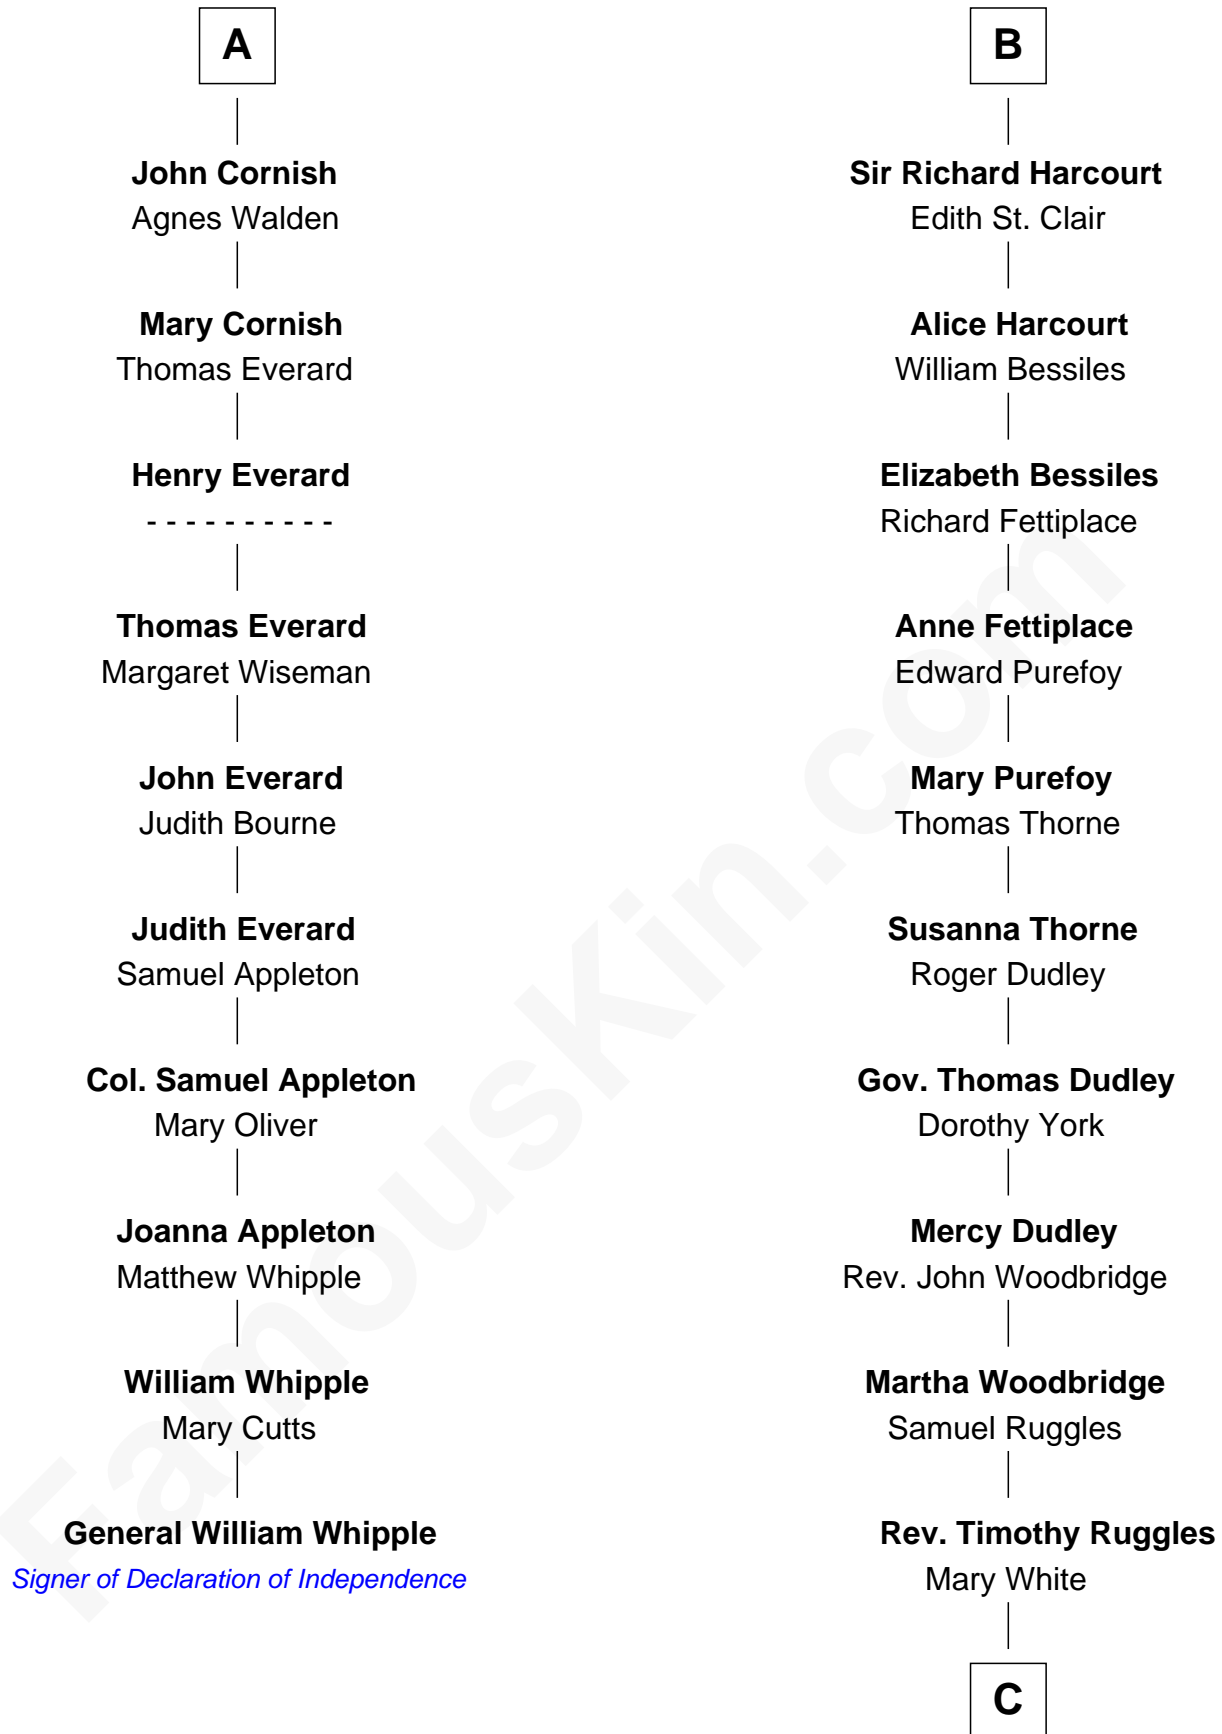 A
John Cornish
Agnes Walden
Mary Cornish
Thomas Everard
Henry Everard
- - - - - - - - - -
Thomas Everard
Margaret Wiseman
John Everard
Judith Bourne
Judith Everard
Samuel Appleton
Col. Samuel Appleton
Mary Oliver
Joanna Appleton
Matthew Whipple
William Whipple
Mary Cutts
General William Whipple
Signer of Declaration of Independence
B
Sir Richard Harcourt
Edith St. Clair
Alice Harcourt
William Bessiles
Elizabeth Bessiles
Richard Fettiplace
Anne Fettiplace
Edward Purefoy
Mary Purefoy
Thomas Thorne
Susanna Thorne
Roger Dudley
Gov. Thomas Dudley
Dorothy York
Mercy Dudley
Rev. John Woodbridge
Martha Woodbridge
Samuel Ruggles
Rev. Timothy Ruggles
Mary White
C
FamousKin.com